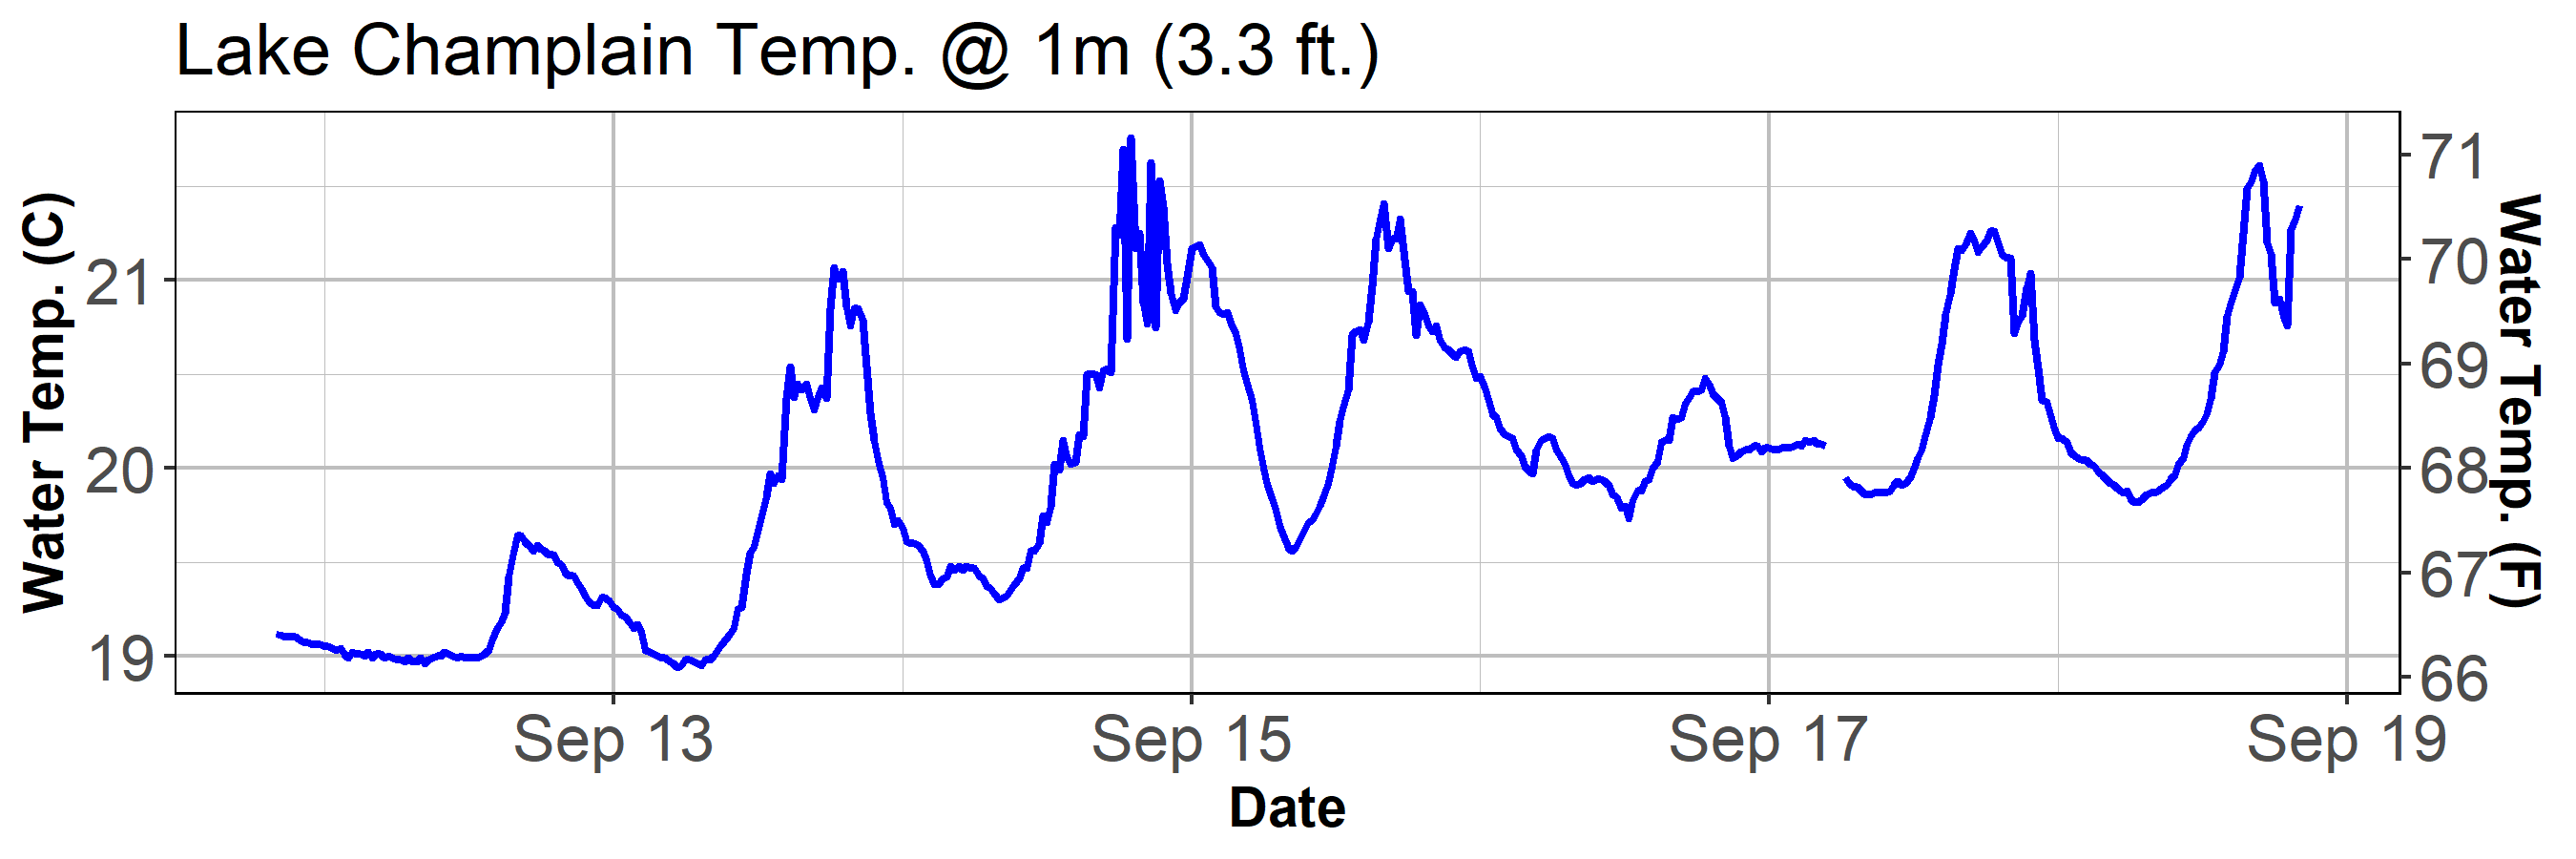 Lake Champlain Temp. @ 1m (3.3 ft.)
Water Temp. (C)
21
20
19
71
70
69
68
67
66
Water Temp. (F)
Sep 13
Sep 15
Sep 17
Sep 19
Date